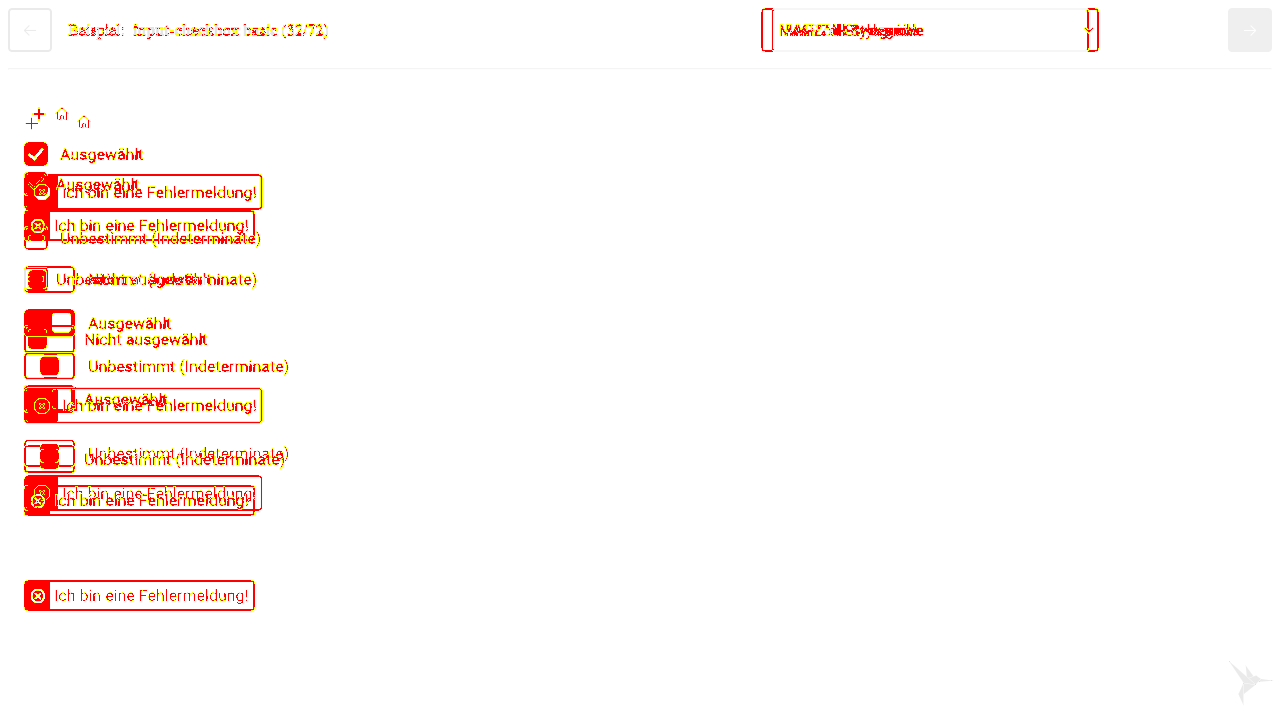 Beispiel: input-checkbox basic (32/72)
Ausgewählt
Ausgewählt
Ich bin eine Fehlermeldung!
Ich bin eine Fehlermeldung!
Unbestimmt (Indeterminate)
Unbestimmt (Indeterminate)
Ausgewählt
Nicht ausgewählt
Unbestimmt (Indeterminate)
Ausgewählt
Ich bin eine Fehlermeldung!
Unbestimmt (Indeterminate)
Unbestimmt (Indeterminate)
Ich bin eine Fehlermeldung!
Ich bin eine Fehlermeldung!
Ich bin eine Fehlermeldung!